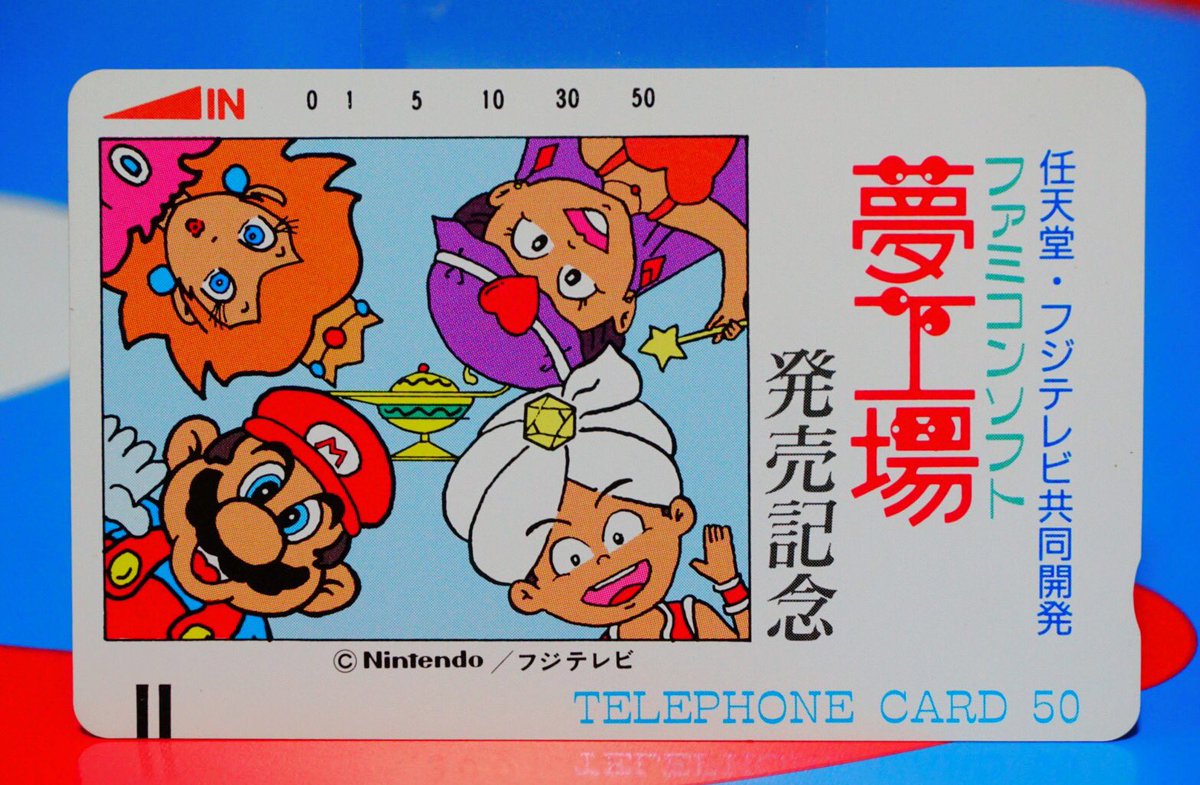 IN 0 1 5 10 30 50
任天堂・フジテレビ共同開発
ファミコンソフト
夢工場
発売記念
M
© Nintendo／フジテレビ
TELEPHONE CARD 50